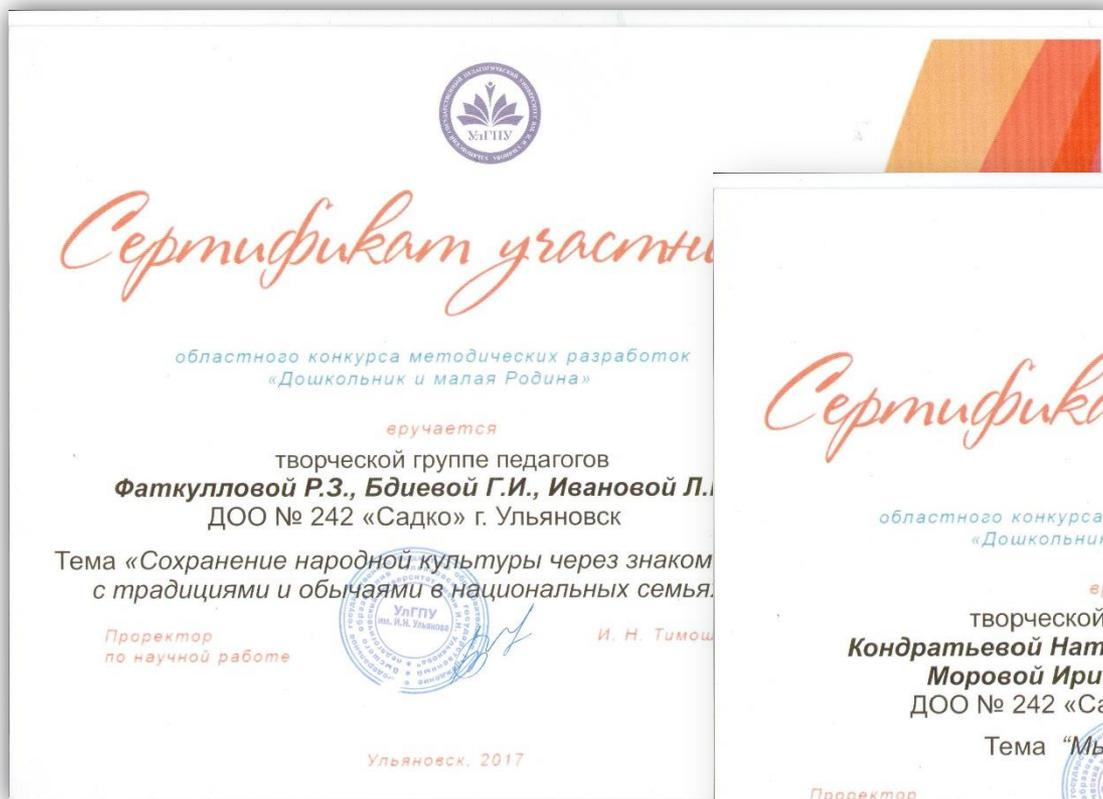 УлГПУ
Сертификат участни
областного конкурса методических разработок
«Дошкольник и малая Родина»
вручается
творческой группе педагогов
Фаткулловой Р.З., Бдиевой Г.И., Ивановой Л.
ДОО № 242 «Садко» г. Ульяновск
Тема «Сохранение народной культуры через знаком
с традициями и обычаями в национальных семья
УлГПУ
им. И.Н. Ульянова
Проректор
по научной работе
И. Н. Тимош
Ульяновск, 2017
Сертифика
областного конкурса
«Дошкольни
в
творческой
Кондратьевой Нат
Моровой Ири
ДОО № 242 «Са
Тема "Мы
Проректор